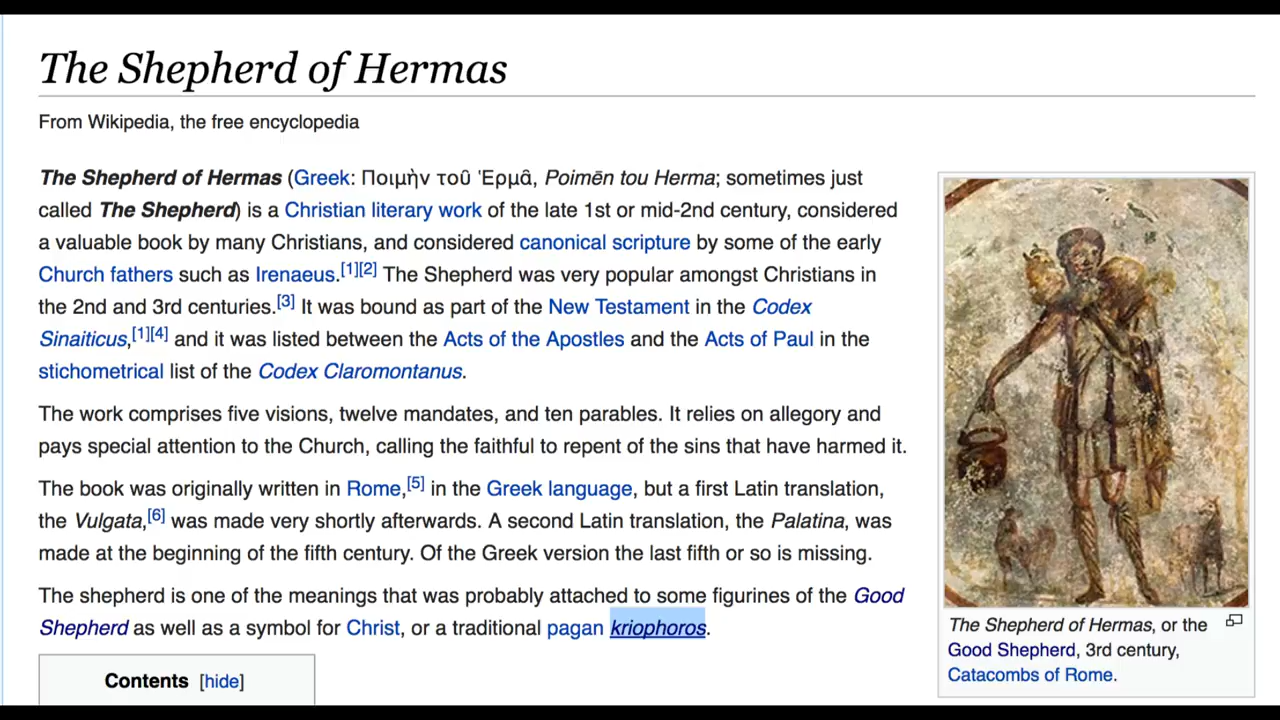 The Shepherd of Hermas
From Wikipedia, the free encyclopedia
The Shepherd of Hermas (Greek: Ποιμὴν τοῦ Ἑρμᾶ, Poimēn tou Herma; sometimes just
called The Shepherd) is a Christian literary work of the late 1st or mid-2nd century, considered
a valuable book by many Christians, and considered canonical scripture by some of the early
Church fathers such as Irenaeus.[1][2] The Shepherd was very popular amongst Christians in
the 2nd and 3rd centuries.[3] It was bound as part of the New Testament in the Codex
Sinaiticus,[1][4] and it was listed between the Acts of the Apostles and the Acts of Paul in the
stichometrical list of the Codex Claromontanus.
The work comprises five visions, twelve mandates, and ten parables. It relies on allegory and
pays special attention to the Church, calling the faithful to repent of the sins that have harmed it.
The book was originally written in Rome,[5] in the Greek language, but a first Latin translation,
the Vulgata,[6] was made very shortly afterwards. A second Latin translation, the Palatina, was
made at the beginning of the fifth century. Of the Greek version the last fifth or so is missing.
The shepherd is one of the meanings that was probably attached to some figurines of the Good
Shepherd as well as a symbol for Christ, or a traditional pagan kriophoros.
Contents [hide]
The Shepherd of Hermas, or the
Good Shepherd, 3rd century,
Catacombs of Rome.